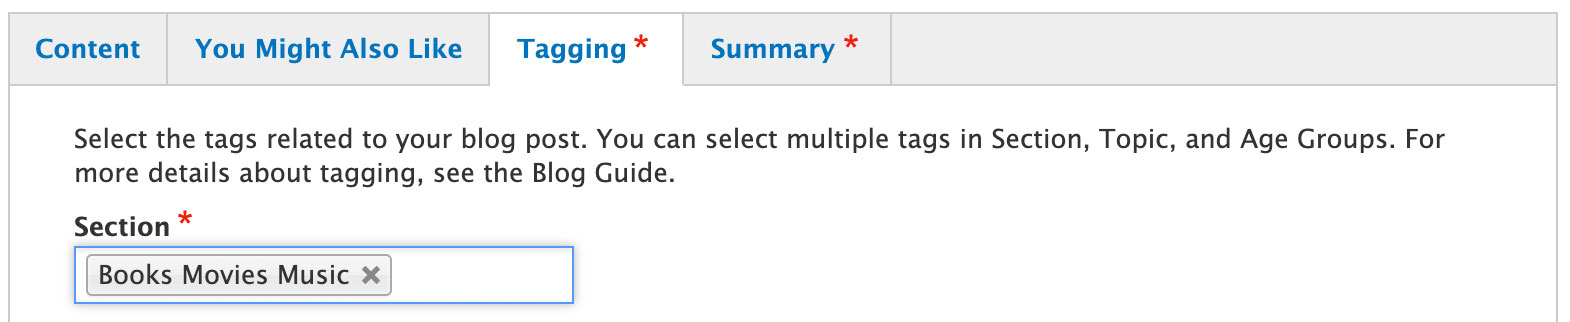 Content You Might Also Like Tagging * Summary *
Select the tags related to your blog post. You can select multiple tags in Section, Topic, and Age Groups. For
more details about tagging, see the Blog Guide.
Section *
Books Movies Music ✖